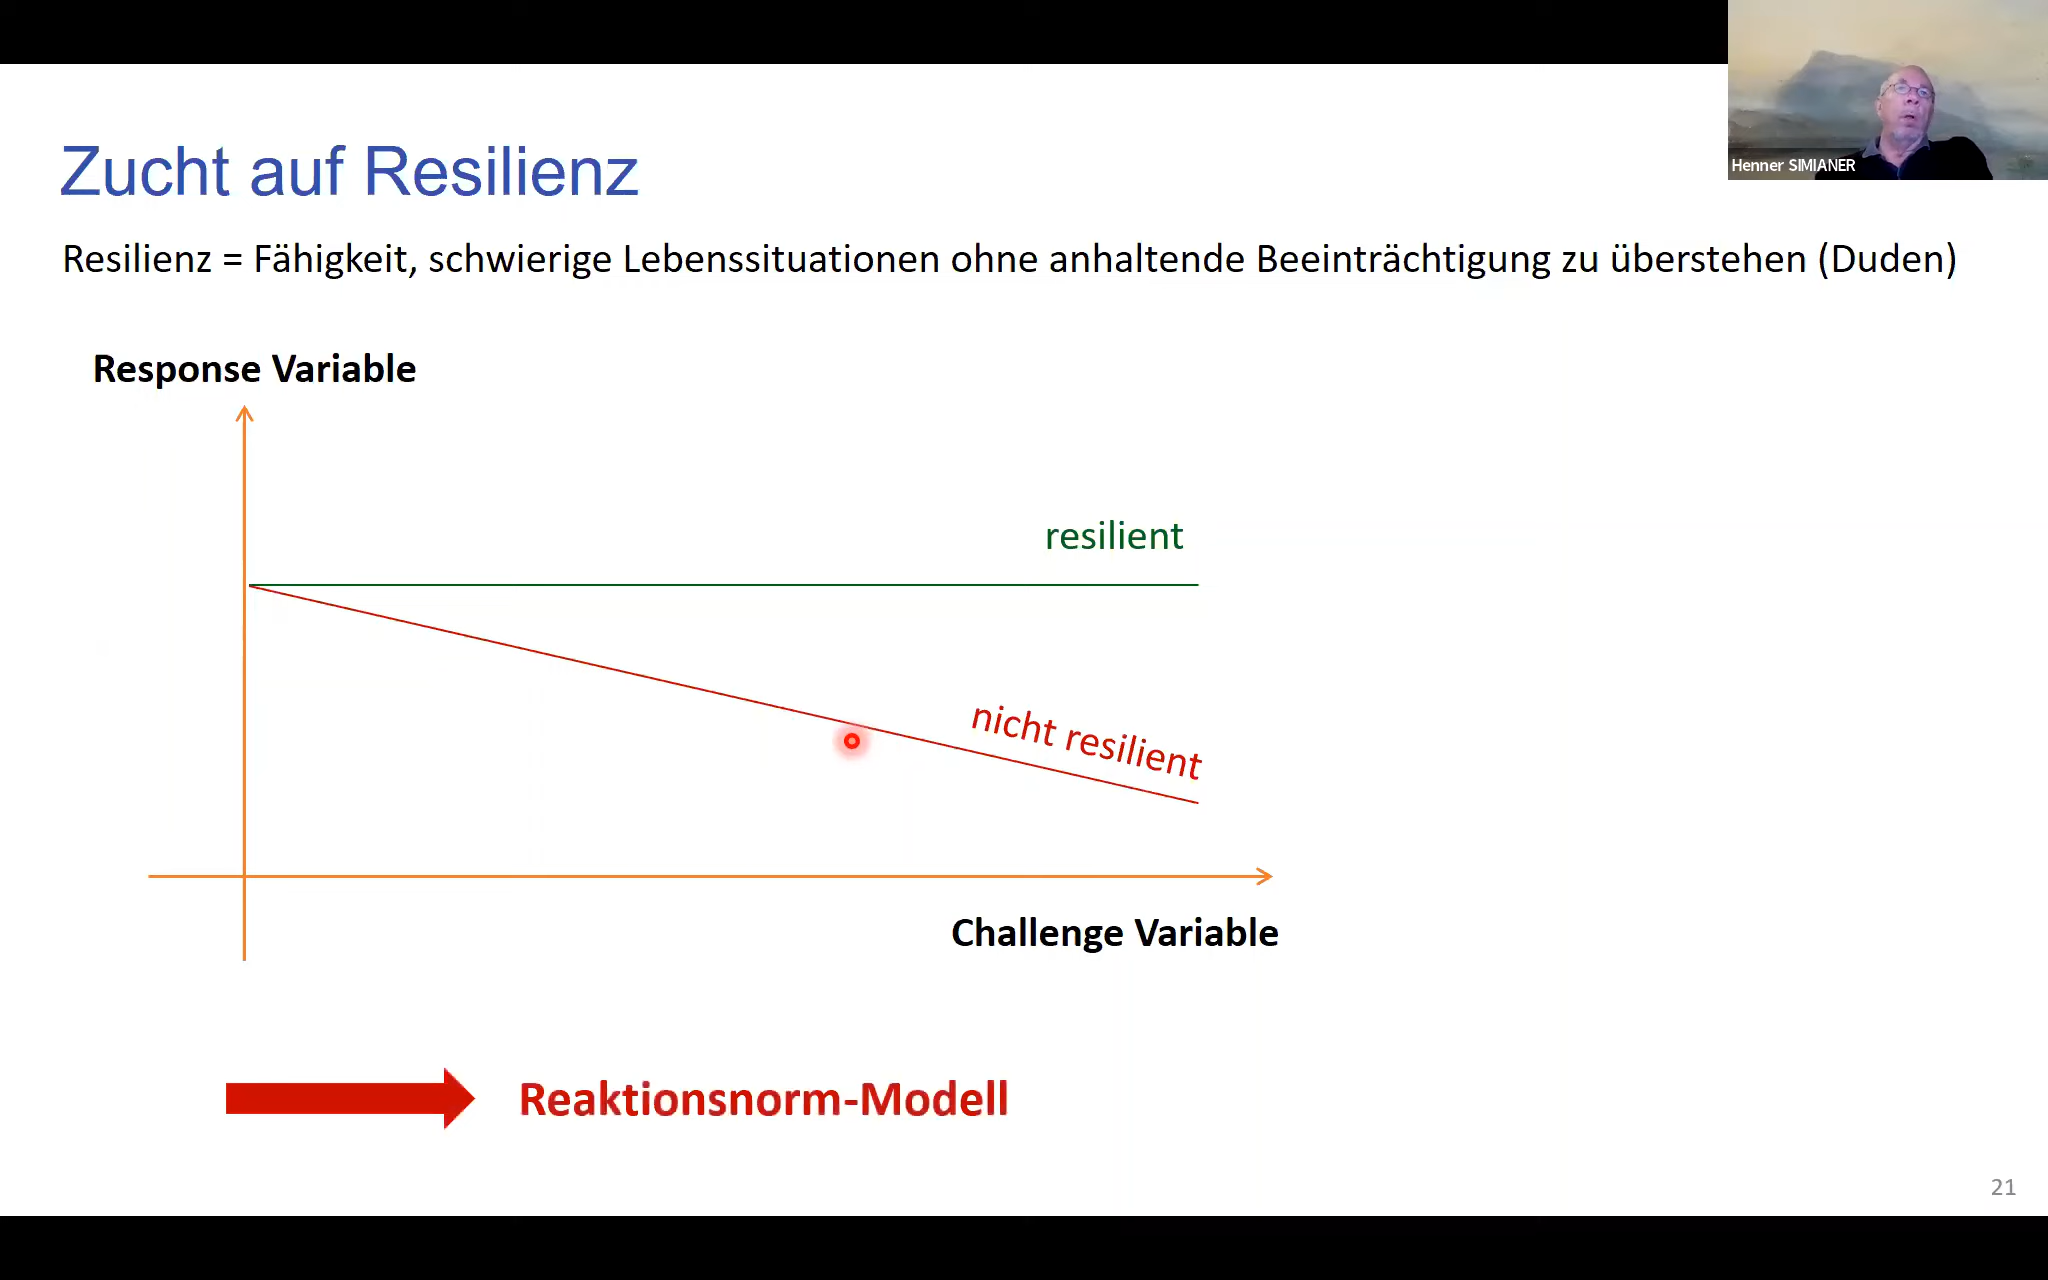 Henner SIMIANER
Zucht auf Resilienz
Resilienz = Fähigkeit, schwierige Lebenssituationen ohne anhaltende Beeinträchtigung zu überstehen (Duden)
Response Variable
resilient
nicht resilient
Challenge Variable
Reaktionsnorm-Modell
21